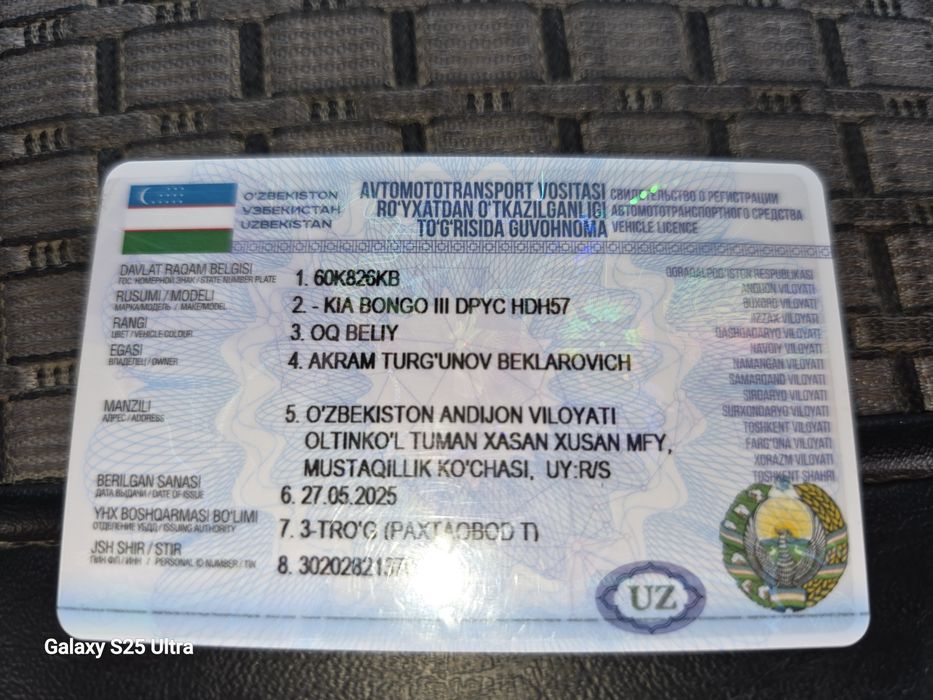 O'ZBEKISTON
ЎЗБЕКИСТАН
UZBEKISTAN
AVTOMOTOTRANSPORT VOSITASI
RO'YXATDAN O'TKAZILGANLIGI
TO'G'RISIDA GUVOHNOMA
СВИДЕТЕЛЬСТВО О РЕГИСТРАЦИИ
АВТОМОТОТРАНСПОРТНОГО СРЕДСТВА
VEHICLE LICENCE
DAVLAT RAQAM BELGISI
ГОС. НОМЕРНОЙ ЗНАК / STATE NUMBER PLATE
1. 60K826KB
RUSUMI / MODELI
МАРКА/МОДЕЛЬ / MAKE/MODEL
2. - KIA BONGO III DPYC HDH57
RANGI
ЦВЕТ / VEHICLE COLOUR
3. OQ BELIY
EGASI
ВЛАДЕЛЕЦ / OWNER
4. AKRAM TURG'UNOV BEKLAROVICH
MANZILI
АДРЕС / ADDRESS
5. O'ZBEKISTON ANDIJON VILOYATI
OLTINKO'L TUMAN XASAN XUSAN MFY,
MUSTAQILLIK KO'CHASI, UY:R/S
BERILGAN SANASI
ДАТА ВЫДАЧИ / DATE OF ISSUE
6. 27.05.2025
YHX BOSHQARMASI BO'LIMI
ОТДЕЛЕНИЕ УБДД / ISSUING AUTHORITY
7. 3-TRO'G (PAXTAOBOD T)
JSH SHIR / STIR
ПИН ФЛ / ИНН / PERSONAL ID NUMBER / TIN
8.
QORAQALPOG'ISTON RESPUBLIKASI
ANDIJON VILOYATI
BUXORO VILOYATI
JIZZAX VILOYATI
QASHQADARYO VILOYATI
NAVOIY VILOYATI
NAMANGAN VILOYATI
SAMARQAND VILOYATI
SIRDARYO VILOYATI
SURXONDARYO VILOYATI
TOSHKENT VILOYATI
FARG'ONA VILOYATI
XORAZM VILOYATI
TOSHKENT SHAHRI
UZ
Galaxy S25 Ultra